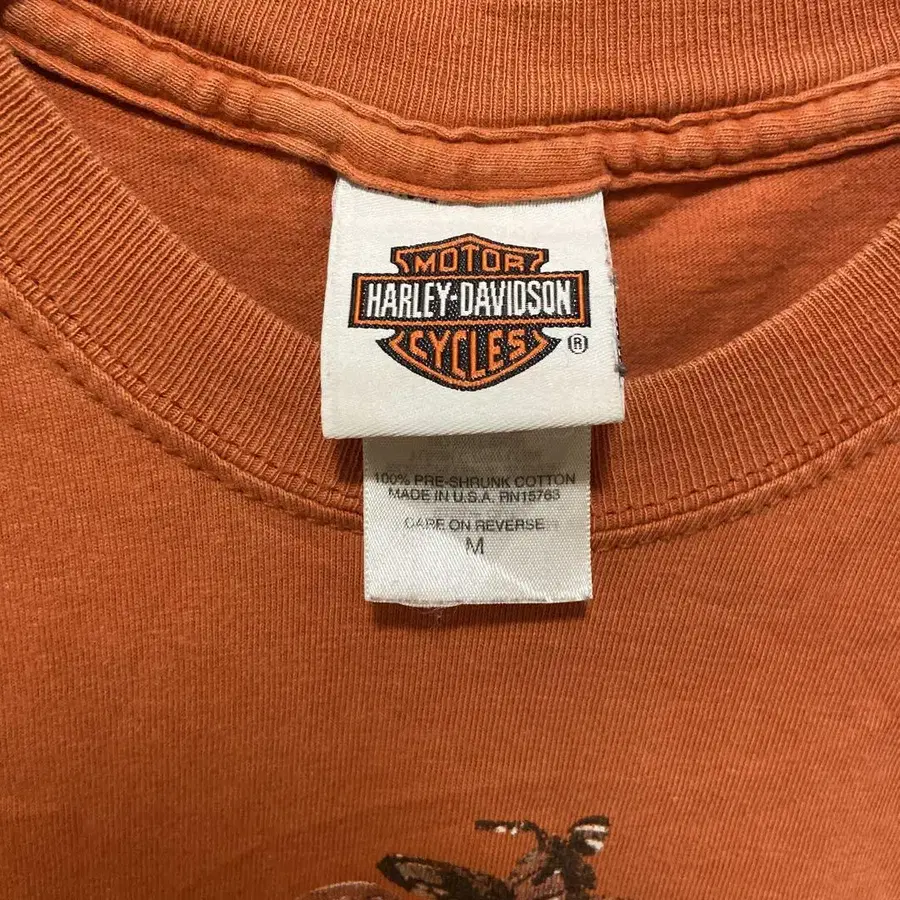 MOTOR
HARLEY-DAVIDSON
CYCLES
®
100% PRE-SHRUNK COTTON
MADE IN U.S.A. RN15763
CARE ON REVERSE
M